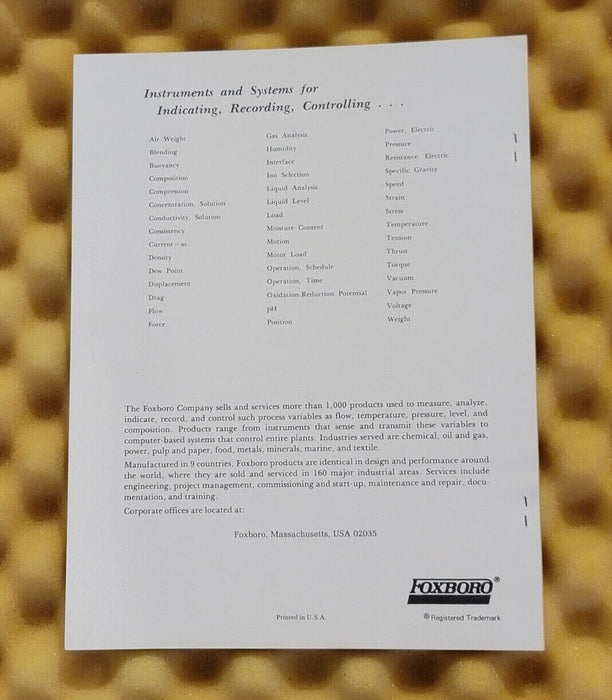 Instruments and Systems for
Indicating, Recording, Controlling . . .
Air Weight
Blending
Buoyancy
Composition
Compression
Concentration, Solution
Conductivity, Solution
Consistency
Current—ac
Density
Dew Point
Displacement
Drag
Flow
Force
Gas Analysis
Humidity
Interface
Ion Selection
Liquid Analysis
Liquid Level
Load
Moisture Content
Motion
Motor Load
Operation, Schedule
Operation, Time
Oxidation-Reduction Potential
pH
Position
Power, Electric
Pressure
Resistance, Electric
Specific Gravity
Speed
Strain
Stress
Temperature
Tension
Thrust
Torque
Vacuum
Vapor Pressure
Voltage
Weight
The Foxboro Company sells and services more than 1,000 products used to measure, analyze,
indicate, record, and control such process variables as flow, temperature, pressure, level, and
composition. Products range from instruments that sense and transmit these variables to
computer-based systems that control entire plants. Industries served are chemical, oil and gas,
power, pulp and paper, food, metals, minerals, marine, and textile.
Manufactured in 9 countries, Foxboro products are identical in design and performance around
the world, where they are sold and serviced in 160 major industrial areas. Services include
engineering, project management, commissioning and start-up, maintenance and repair, docu-
mentation, and training.
Corporate offices are located at:
Foxboro, Massachusetts, USA 02035
FOXBORO®
Printed in U.S.A.
® Registered Trademark